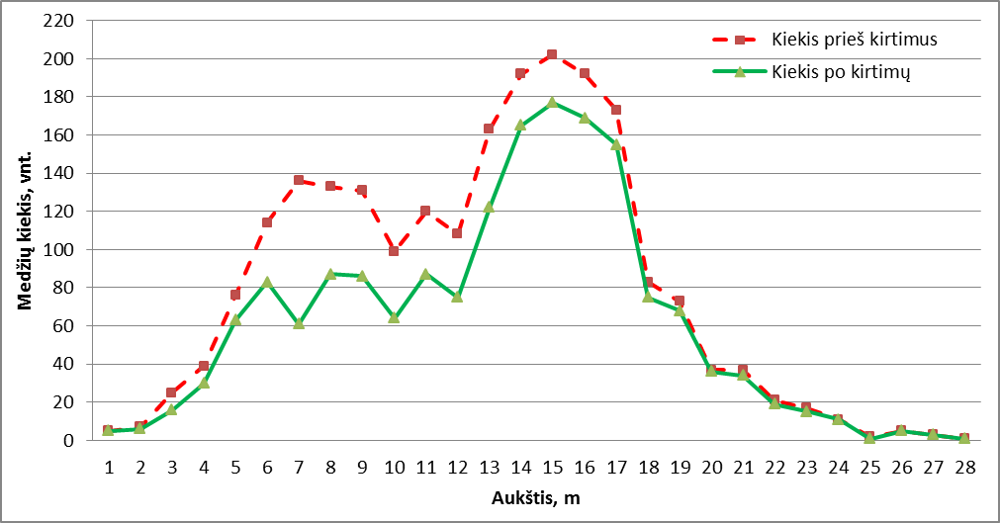 220
200
180
160
140
120
100
80
60
40
20
0
Medžių kiekis, vnt.
Kiekis prieš kirtimus
Kiekis po kirtimų
1 2 3 4 5 6 7 8 9 10 11 12 13 14 15 16 17 18 19 20 21 22 23 24 25 26 27 28
Aukštis, m